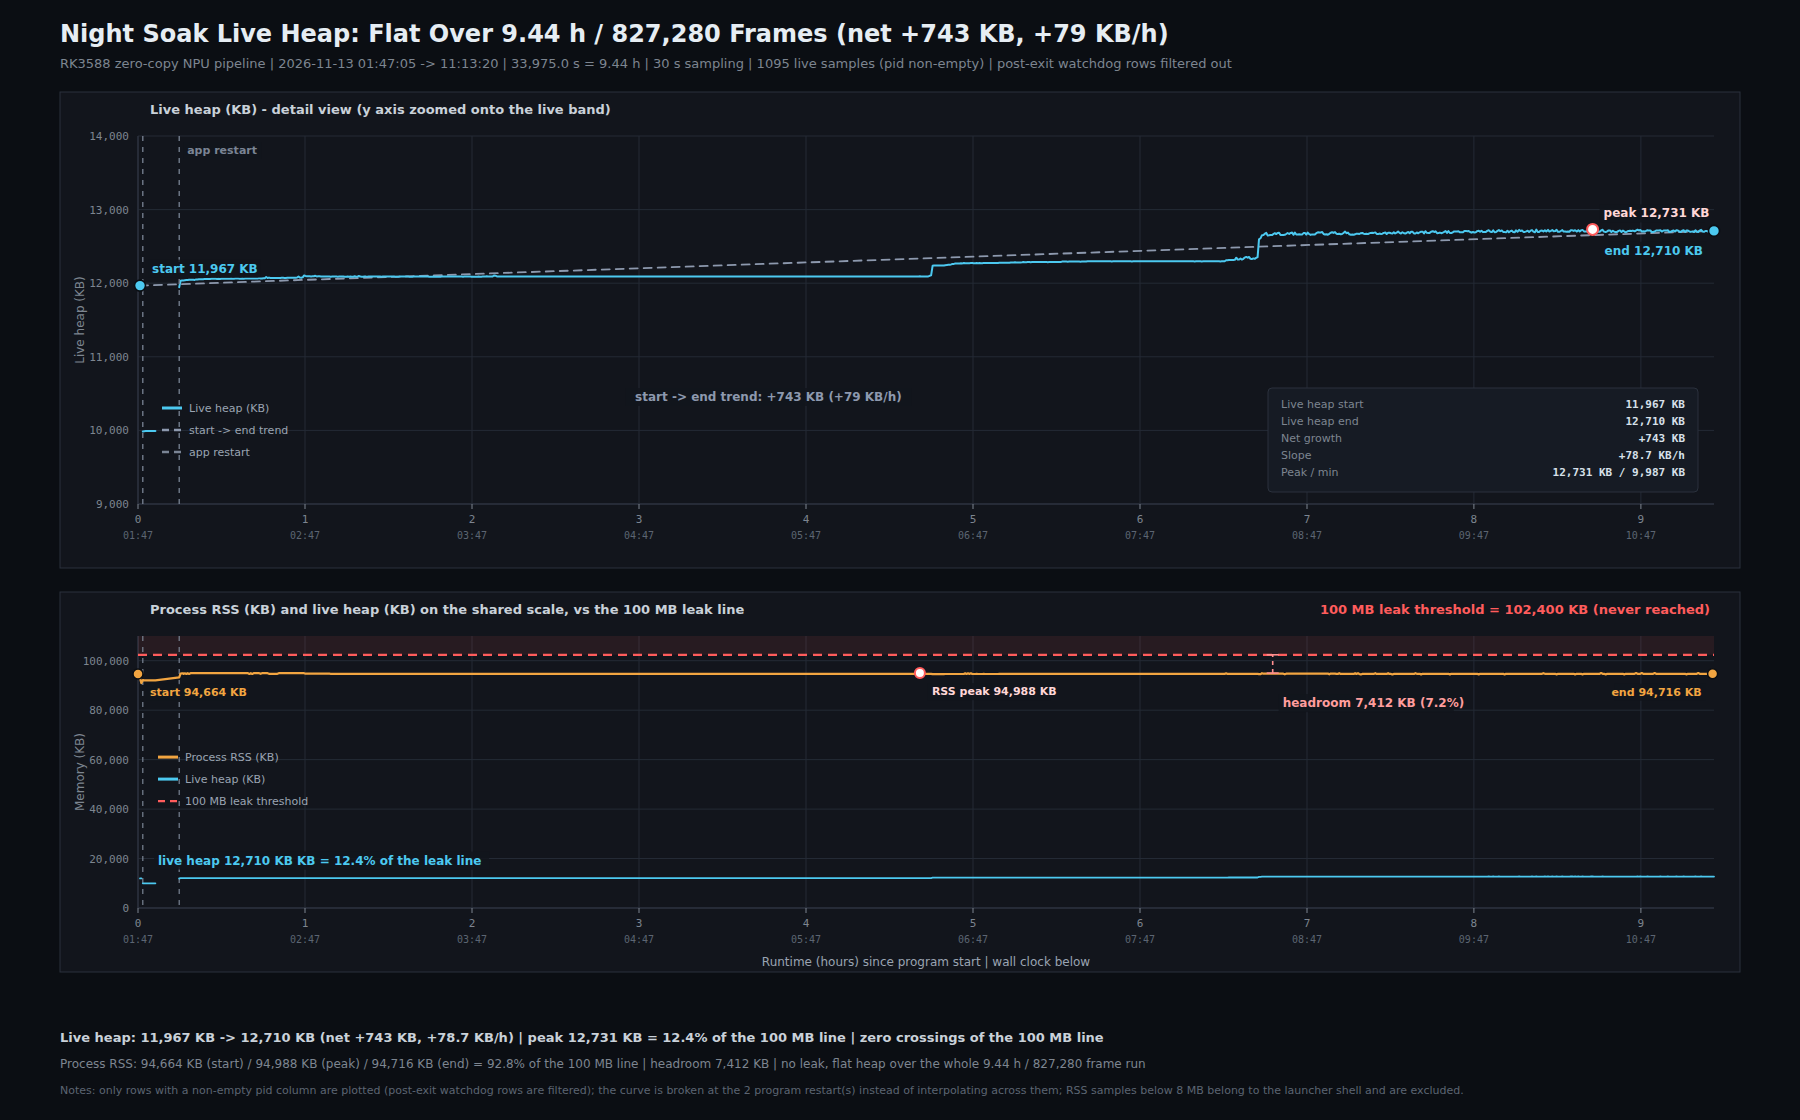 Night Soak Live Heap: Flat Over 9.44 h / 827,280 Frames (net +743 KB, +79 KB/h)
RK3588 zero-copy NPU pipeline | 2026-11-13 01:47:05 -> 11:13:20 | 33,975.0 s = 9.44 h | 30 s sampling | 1095 live samples (pid non-empty) | post-exit watchdog rows filtered out
Live heap (KB) - detail view (y axis zoomed onto the live band)
14,000
app restart
13,000
peak 12,731 KB
end 12,710 KB
start 11,967 KB
12,000
Live heap (KB)
11,000
start -> end trend: +743 KB (+79 KB/h)
Live heap (KB)
10,000
start -> end trend
app restart
9,000
Live heap start 11,967 KB
Live heap end 12,710 KB
Net growth +743 KB
Slope +78.7 KB/h
Peak / min 12,731 KB / 9,987 KB
0 1 2 3 4 5 6 7 8 9
01:47 02:47 03:47 04:47 05:47 06:47 07:47 08:47 09:47 10:47
Process RSS (KB) and live heap (KB) on the shared scale, vs the 100 MB leak line
100 MB leak threshold = 102,400 KB (never reached)
100,000
start 94,664 KB
RSS peak 94,988 KB
headroom 7,412 KB (7.2%)
end 94,716 KB
80,000
Memory (KB)
60,000
Process RSS (KB)
Live heap (KB)
100 MB leak threshold
40,000
20,000
live heap 12,710 KB KB = 12.4% of the leak line
0
0 1 2 3 4 5 6 7 8 9
01:47 02:47 03:47 04:47 05:47 06:47 07:47 08:47 09:47 10:47
Runtime (hours) since program start | wall clock below
Live heap: 11,967 KB -> 12,710 KB (net +743 KB, +78.7 KB/h) | peak 12,731 KB = 12.4% of the 100 MB line | zero crossings of the 100 MB line
Process RSS: 94,664 KB (start) / 94,988 KB (peak) / 94,716 KB (end) = 92.8% of the 100 MB line | headroom 7,412 KB | no leak, flat heap over the whole 9.44 h / 827,280 frame run
Notes: only rows with a non-empty pid column are plotted (post-exit watchdog rows are filtered); the curve is broken at the 2 program restart(s) instead of interpolating across them; RSS samples below 8 MB belong to the launcher shell and are excluded.